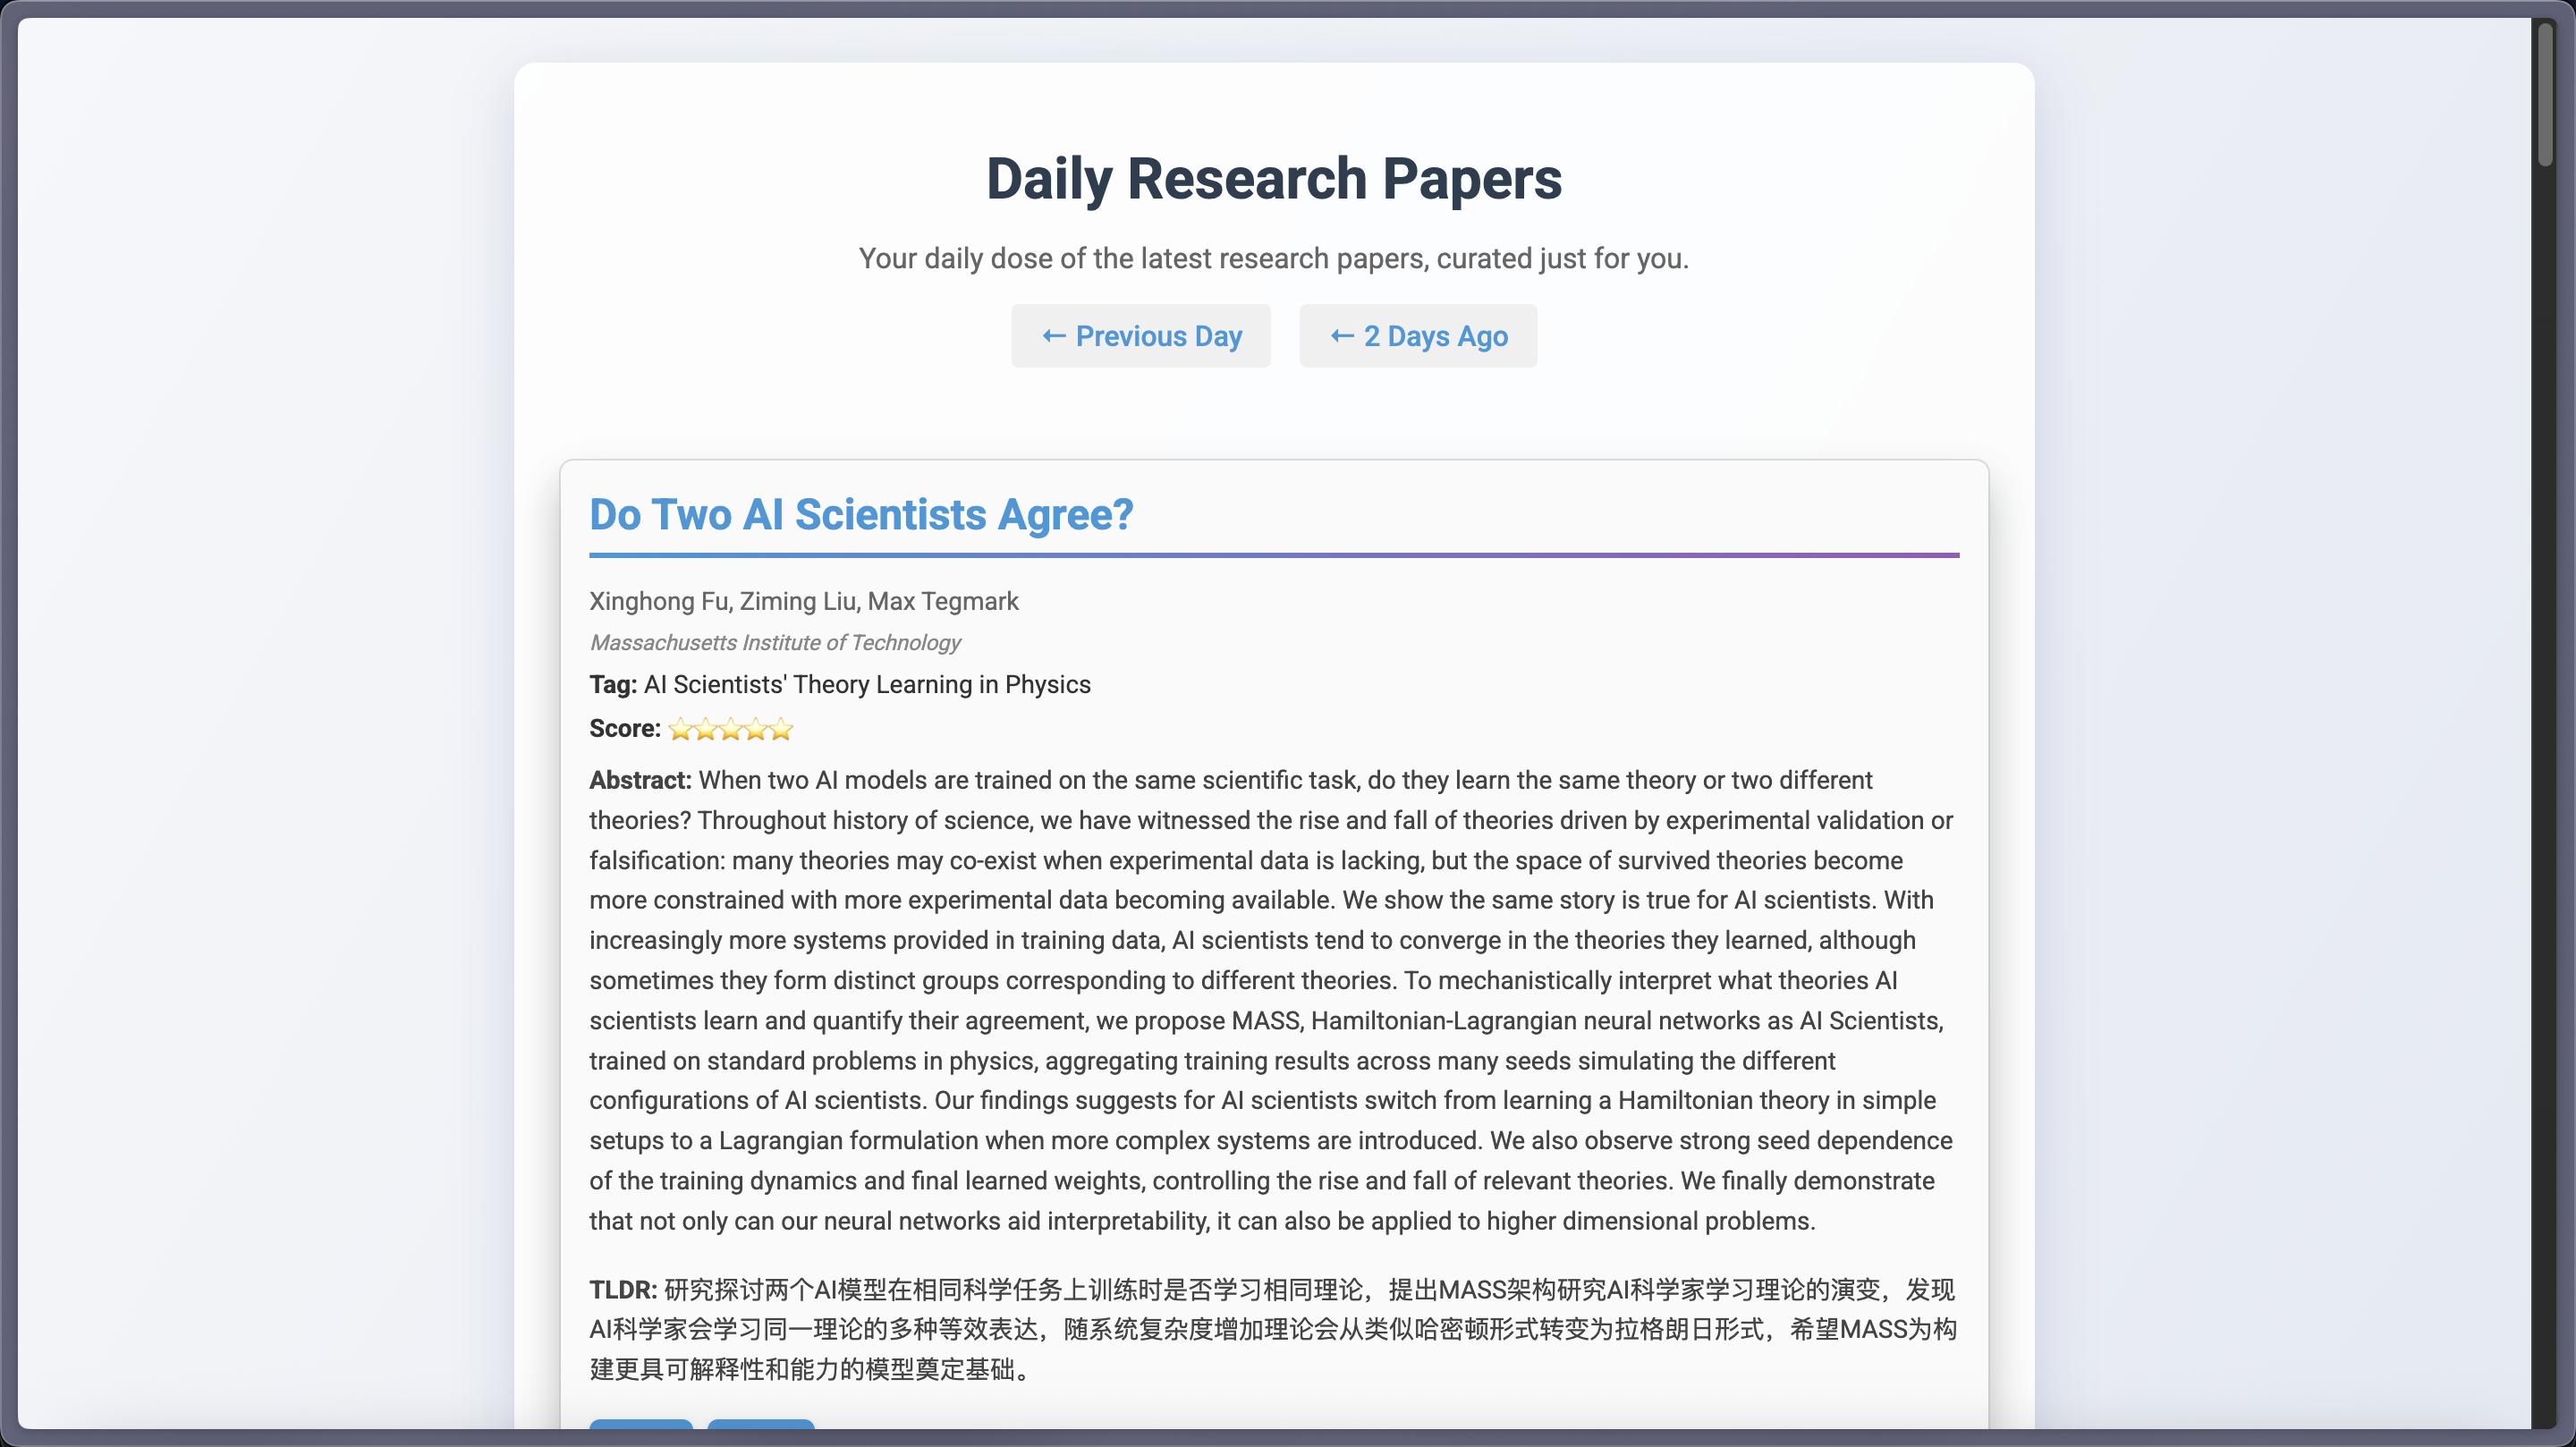 Daily Research Papers
Your daily dose of the latest research papers, curated just for you.
← Previous Day
← 2 Days Ago
Do Two AI Scientists Agree?
Xinghong Fu, Ziming Liu, Max Tegmark
Massachusetts Institute of Technology
Tag: AI Scientists' Theory Learning in Physics
Score: ⭐⭐⭐⭐⭐
Abstract: When two AI models are trained on the same scientific task, do they learn the same theory or two different
theories? Throughout history of science, we have witnessed the rise and fall of theories driven by experimental validation or
falsification: many theories may co-exist when experimental data is lacking, but the space of survived theories become
more constrained with more experimental data becoming available. We show the same story is true for AI scientists. With
increasingly more systems provided in training data, AI scientists tend to converge in the theories they learned, although
sometimes they form distinct groups corresponding to different theories. To mechanistically interpret what theories AI
scientists learn and quantify their agreement, we propose MASS, Hamiltonian-Lagrangian neural networks as AI Scientists,
trained on standard problems in physics, aggregating training results across many seeds simulating the different
configurations of AI scientists. Our findings suggests for AI scientists switch from learning a Hamiltonian theory in simple
setups to a Lagrangian formulation when more complex systems are introduced. We also observe strong seed dependence
of the training dynamics and final learned weights, controlling the rise and fall of relevant theories. We finally demonstrate
that not only can our neural networks aid interpretability, it can also be applied to higher dimensional problems.
TLDR: 研究探讨两个AI模型在相同科学任务上训练时是否学习相同理论，提出MASS架构研究AI科学家学习理论的演变，发现
AI科学家会学习同一理论的多种等效表达，随系统复杂度增加理论会从类似哈密顿形式转变为拉格朗日形式，希望MASS为构
建更具可解释性和能力的模型奠定基础。